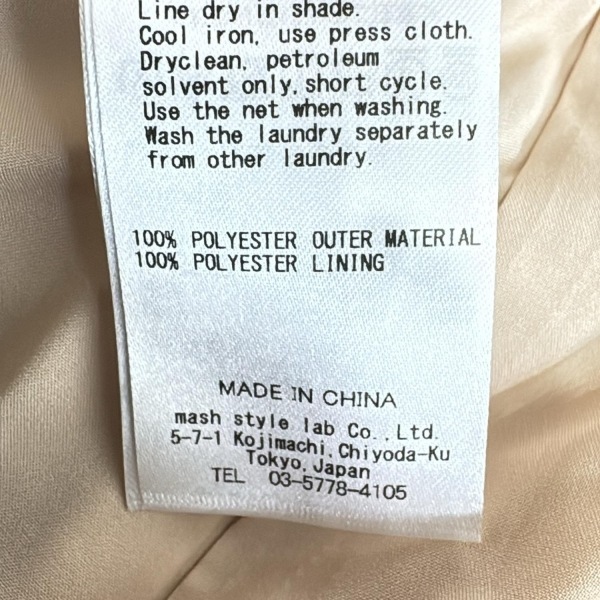 Line dry in shade.
Cool iron, use press cloth.
Dryclean, petroleum
solvent only, short cycle.
Use the net when washing.
Wash the laundry separately
from other laundry.
100% POLYESTER OUTER MATERIAL
100% POLYESTER LINING
MADE IN CHINA
mash style lab Co., Ltd.
5-7-1 Kojimachi, Chiyoda-Ku
Tokyo, Japan
TEL 03-5778-4105